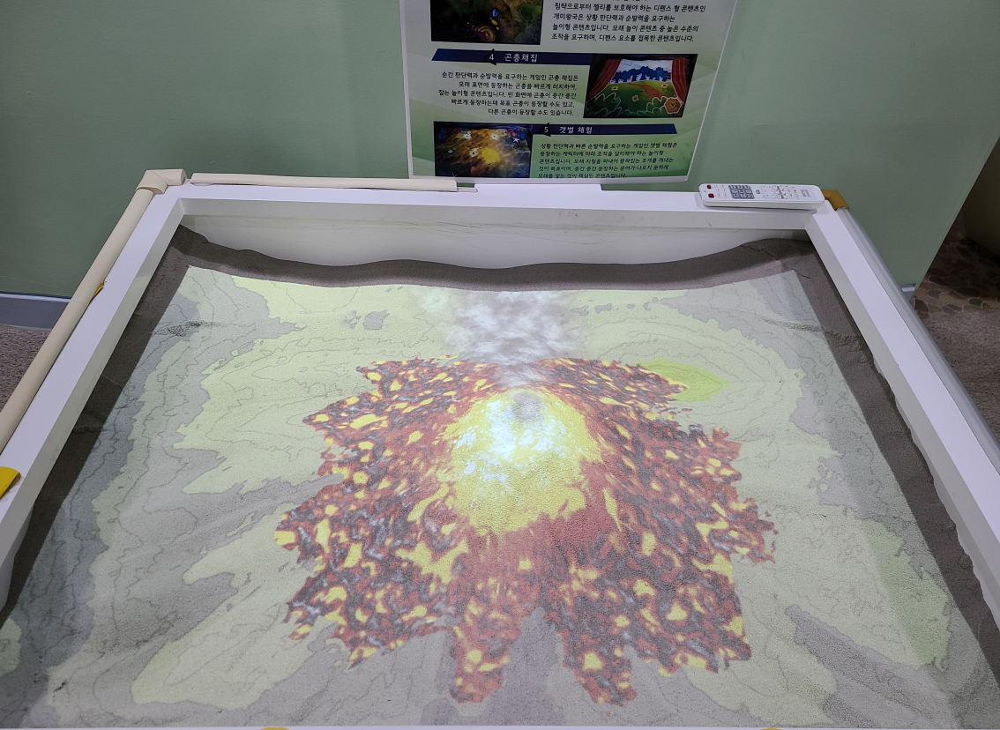 침략으로부터 젤리를 보호해야 하는 디펜스 형 콘텐츠인
개미왕국은 상황 판단력과 순발력을 요구하는
놀이형 콘텐츠입니다. 모래 놀이 콘텐츠 중 높은 수준의
조작을 요구하며, 디펜스 요소를 접목한 콘텐츠입니다.
4 곤충채집
순간 판단력과 순발력을 요구하는 게임인 곤충 채집은
모래 표면에 등장하는 곤충을 빠르게 터치하여,
잡는 놀이형 콘텐츠입니다. 빈 화면에 곤충이 중간 중간
빠르게 등장하는데 목표 곤충이 등장할 수도 있고,
다른 곤충이 등장할 수도 있습니다.
5 갯벌 체험
상황 판단력과 빠른 순발력을 요구하는 게임인 갯벌 체험은
등장하는 캐릭터에 따라 조작을 달리해야 하는 놀이형
콘텐츠입니다. 모래 지형을 파내어 묻혀있는 조개를 캐내는
것이 목표이며, 중간 중간 등장하는 문어가 나오지 못하게
모래를 쌓는 것이 핵심인 콘텐츠입니다.